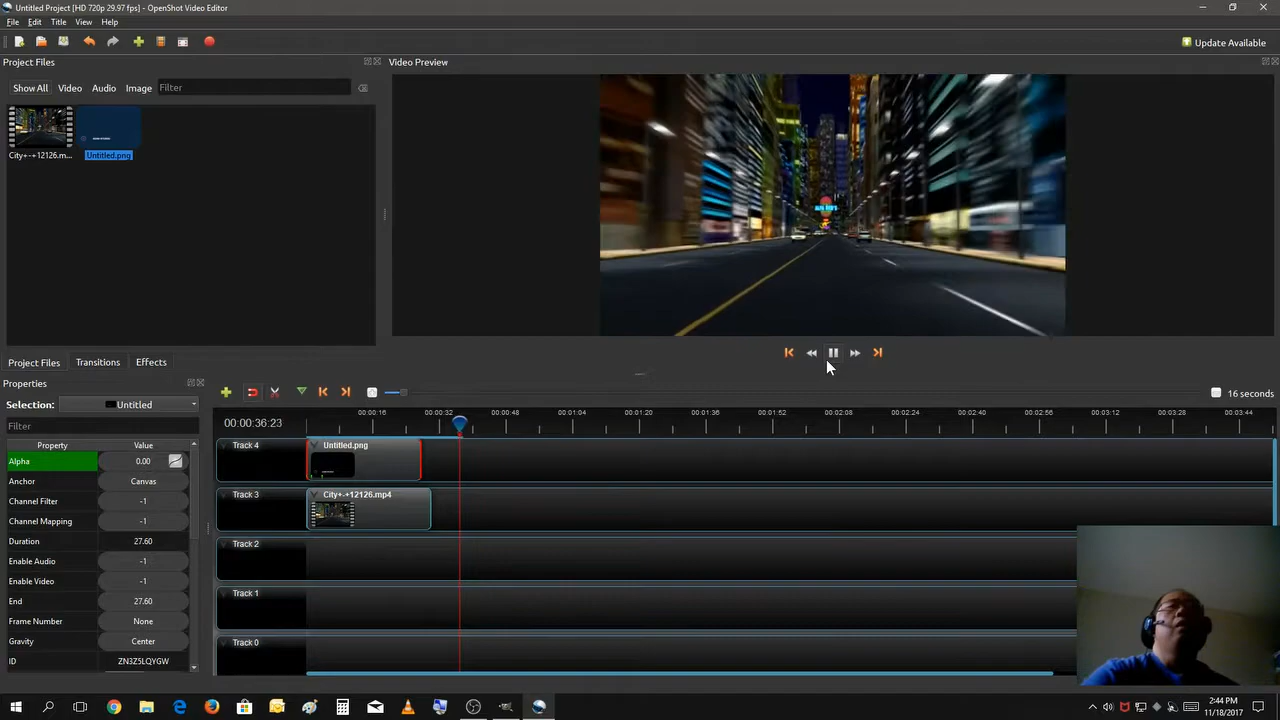 Untitled Project [HD 720p 29.97 fps] - OpenShot Video Editor
File Edit Title View Help
Update Available
Project Files
Video Preview
Show All Video Audio Image Filter
City+-+12126.m...
Untitled.png
Project Files Transitions Effects
Properties
Selection: Untitled
16 seconds
Filter
00:00:36:23
00:00:16 00:00:32 00:00:48 00:01:04 00:01:20 00:01:36 00:01:52 00:02:08 00:02:24 00:02:40 00:02:56 00:03:12 00:03:28 00:03:44
Property Value
Alpha 0.00
Anchor Canvas
Channel Filter -1
Channel Mapping -1
Duration 27.60
Enable Audio -1
Enable Video -1
End 27.60
Frame Number None
Gravity Center
ID ZN3Z5LQYGW
Track 4
Untitled.png
Track 3
City+-+12126.mp4
Track 2
Track 1
Track 0
2:44 PM
11/18/2017